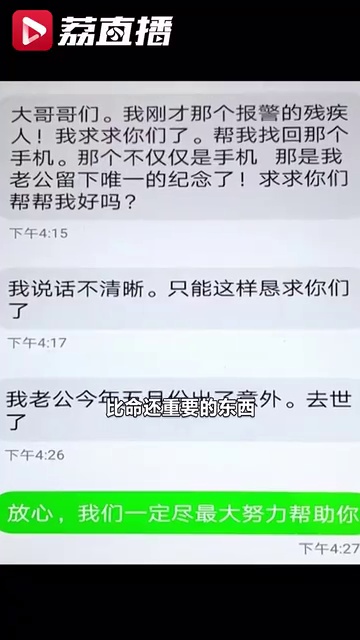 荔直播
大哥哥们。我刚才那个报警的残疾
人！我求求你们了。帮我找回那个
手机。那个不仅仅是手机 那是我
老公留下唯一的纪念了！求求你们
帮帮我好吗？
下午4:15
我说话不清晰。只能这样恳求你们
了
下午4:17
我老公今年五月份出了意外。去世
了
比命还重要的东西
下午4:26
放心，我们一定尽最大努力帮助你
下午4:27